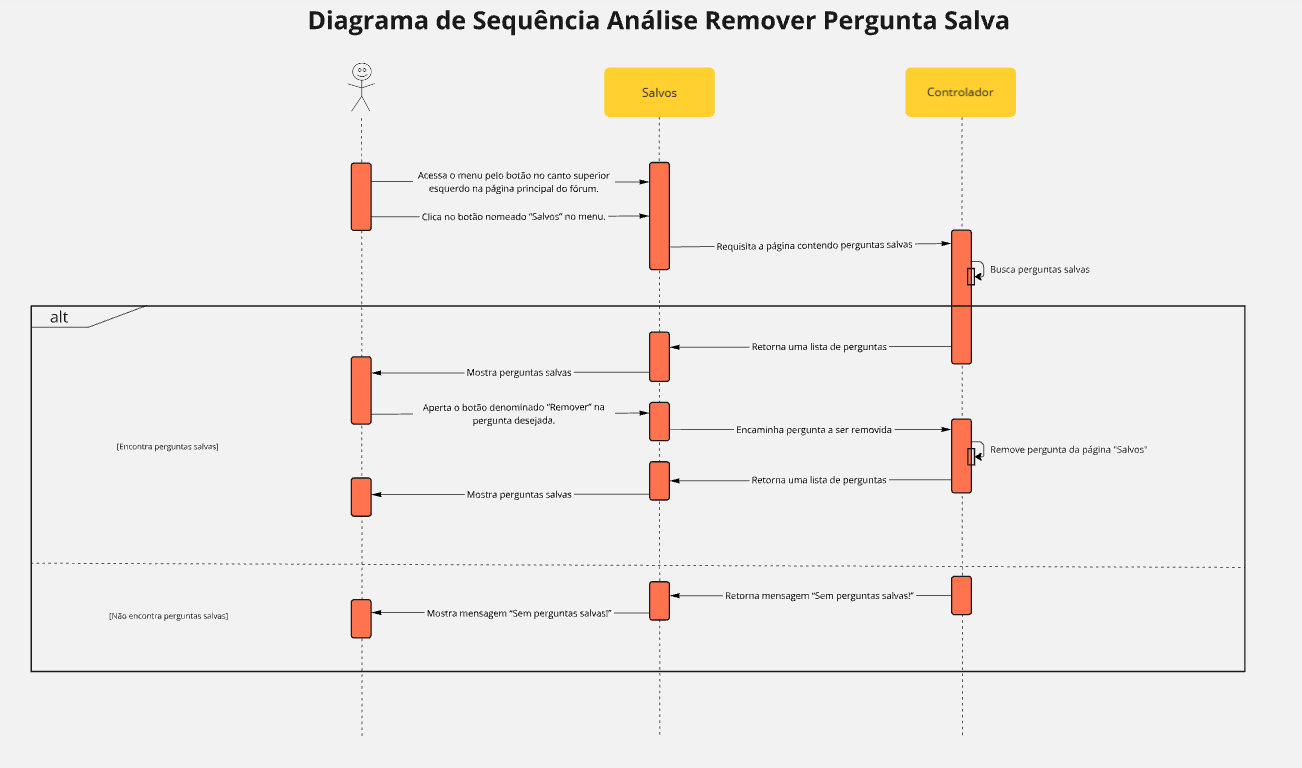 Diagrama de Sequência Análise Remover Pergunta Salva
Salvos
Controlador
Acessa o menu pelo botão no canto superior
esquerdo na página principal do fórum.
Clica no botão nomeado “Salvos” no menu.
Requisita a página contendo perguntas salvas
Busca perguntas salvas
alt
Retorna uma lista de perguntas
Mostra perguntas salvas
Aperta o botão denominado “Remover” na
pergunta desejada.
Encaminha pergunta a ser removida
[Encontra perguntas salvas]
Remove pergunta da página "Salvos"
Retorna uma lista de perguntas
Mostra perguntas salvas
Retorna mensagem “Sem perguntas salvas!”
Mostra mensagem “Sem perguntas salvas!”
[Não encontra perguntas salvas]